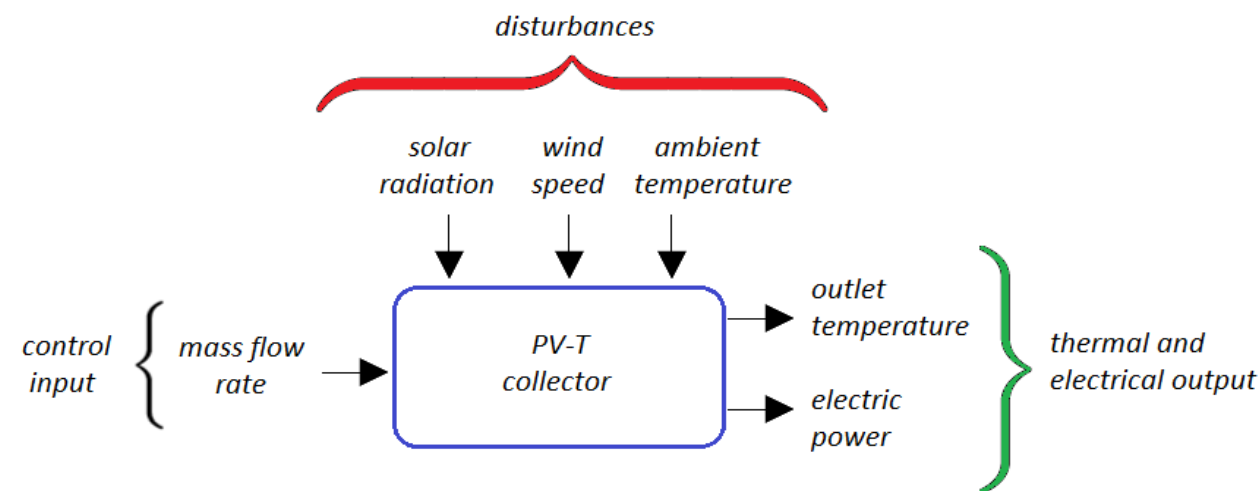 disturbances
solar
radiation
wind
speed
ambient
temperature
control
input
mass flow
rate
PV-T
collector
outlet
temperature
electric
power
thermal and
electrical output